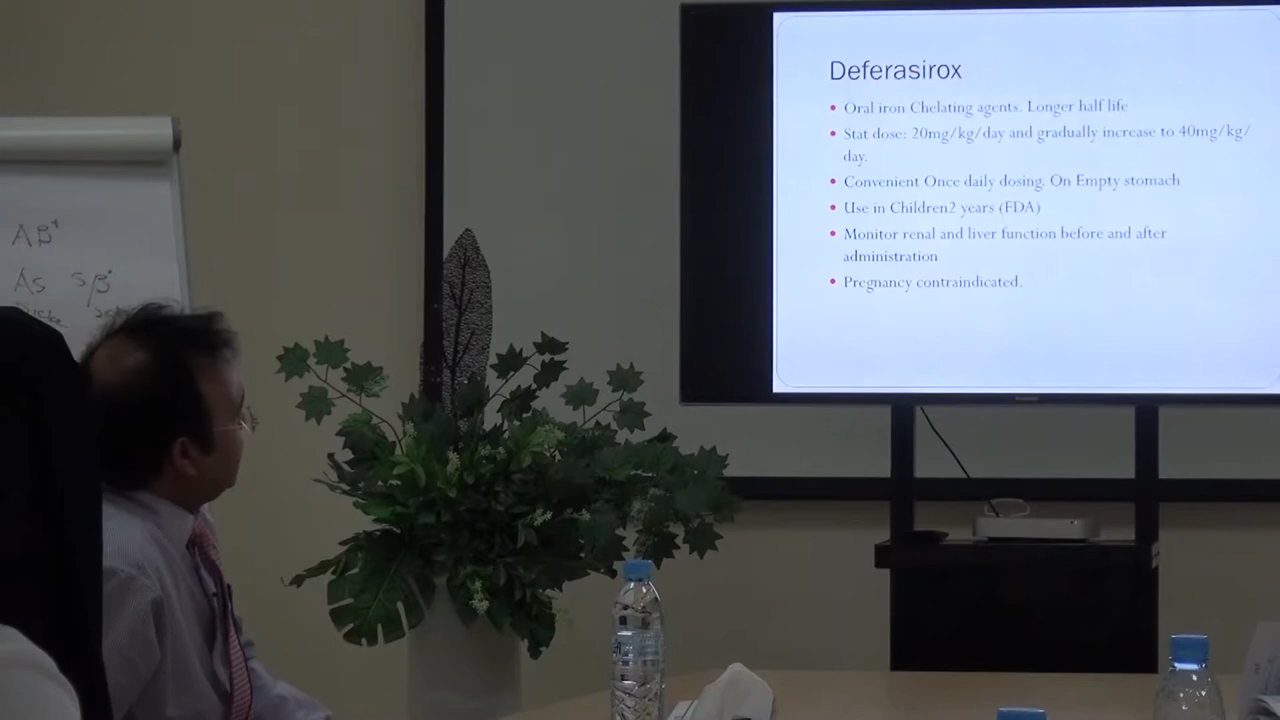 AB⁺
As Sβ°
Deferasirox
• Oral iron Chelating agents. Longer half life
• Stat dose: 20mg/kg/day and gradually increase to 40mg/kg/
day.
• Convenient Once daily dosing. On Empty stomach
• Use in Children2 years (FDA)
• Monitor renal and liver function before and after
administration
• Pregnancy contraindicated.